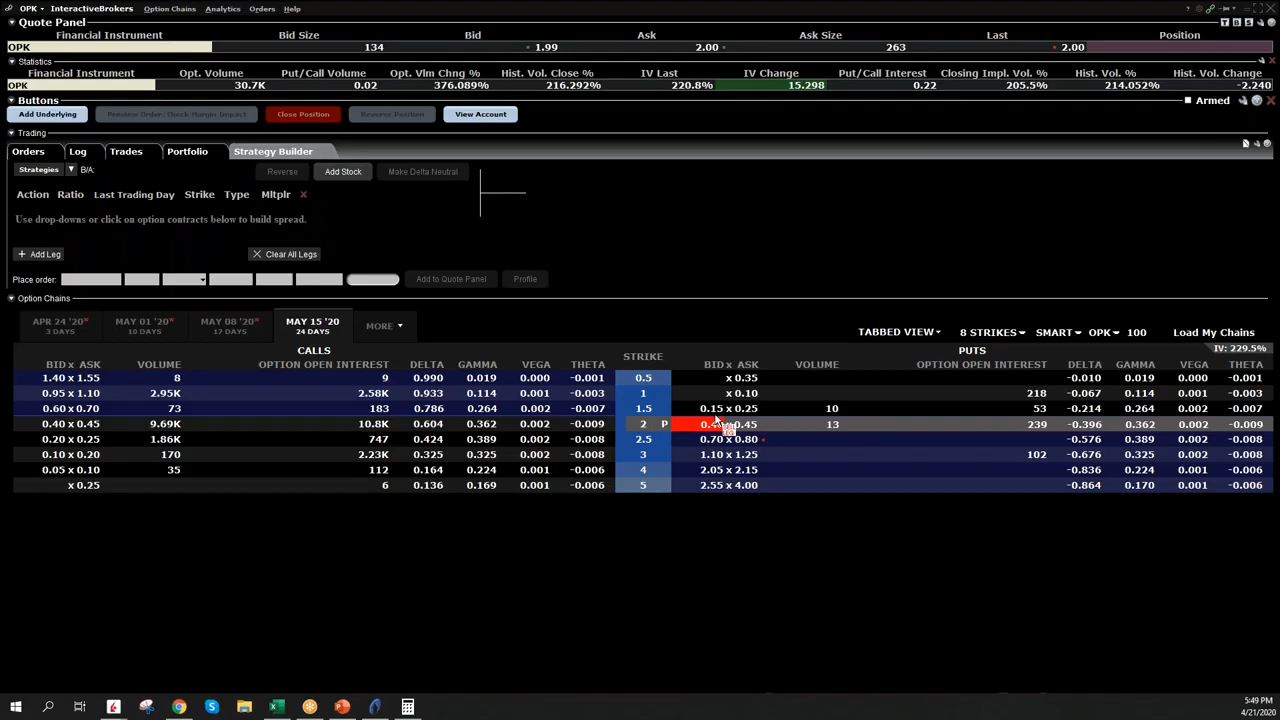 OPK InteractiveBrokers Option Chains Analytics Orders Help
Quote Panel
Financial Instrument Bid Size Bid Ask Ask Size Last Position
OPK 134 1.99 2.00 263 2.00
Statistics
Financial Instrument Opt. Volume Put/Call Volume Opt. Vlm Chng % Hist. Vol. Close % IV Last IV Change Put/Call Interest Closing Impl. Vol. % Hist. Vol. % Hist. Vol. Change
OPK 30.7K 0.02 376.089% 216.292% 220.8% 15.298 0.22 205.5% 214.052% -2.240
Buttons Armed
Add Underlying Preview Order: Check Margin Impact Close Position Reverse Position View Account
Trading
Orders Log Trades Portfolio Strategy Builder
Strategies B/A: Reverse Add Stock Make Delta Neutral
Action Ratio Last Trading Day Strike Type Mltplr X
Use drop-downs or click on option contracts below to build spread.
+ Add Leg X Clear All Legs
Place order: Add to Quote Panel Profile
Option Chains
APR 24 '20* MAY 01 '20* MAY 08 '20* MAY 15 '20
3 DAYS 10 DAYS 17 DAYS 24 DAYS
MORE TABBED VIEW 8 STRIKES SMART OPK 100 Load My Chains
CALLS STRIKE PUTS IV: 229.5%
BID x ASK VOLUME OPTION OPEN INTEREST DELTA GAMMA VEGA THETA BID x ASK VOLUME OPTION OPEN INTEREST DELTA GAMMA VEGA THETA
1.40 x 1.55 8 9 0.990 0.019 0.000 -0.001 0.5 x 0.35 -0.010 0.019 0.000 -0.001
0.95 x 1.10 2.95K 2.58K 0.933 0.114 0.001 -0.003 1 x 0.10 218 -0.067 0.114 0.001 -0.003
0.60 x 0.70 73 183 0.786 0.264 0.002 -0.007 1.5 0.15 x 0.25 10 53 -0.214 0.264 0.002 -0.007
0.40 x 0.45 9.69K 10.8K 0.604 0.362 0.002 -0.009 2 P 0.45 13 239 -0.396 0.362 0.002 -0.009
0.20 x 0.25 1.86K 747 0.424 0.389 0.002 -0.008 2.5 0.70 x 0.80 -0.576 0.389 0.002 -0.008
0.10 x 0.20 170 2.23K 0.325 0.325 0.002 -0.008 3 1.10 x 1.25 102 -0.676 0.325 0.002 -0.008
0.05 x 0.10 35 112 0.164 0.224 0.001 -0.006 4 2.05 x 2.15 -0.836 0.224 0.001 -0.006
x 0.25 6 0.136 0.169 0.001 -0.006 5 2.55 x 4.00 -0.864 0.170 0.001 -0.006
5:49 PM
4/21/2020